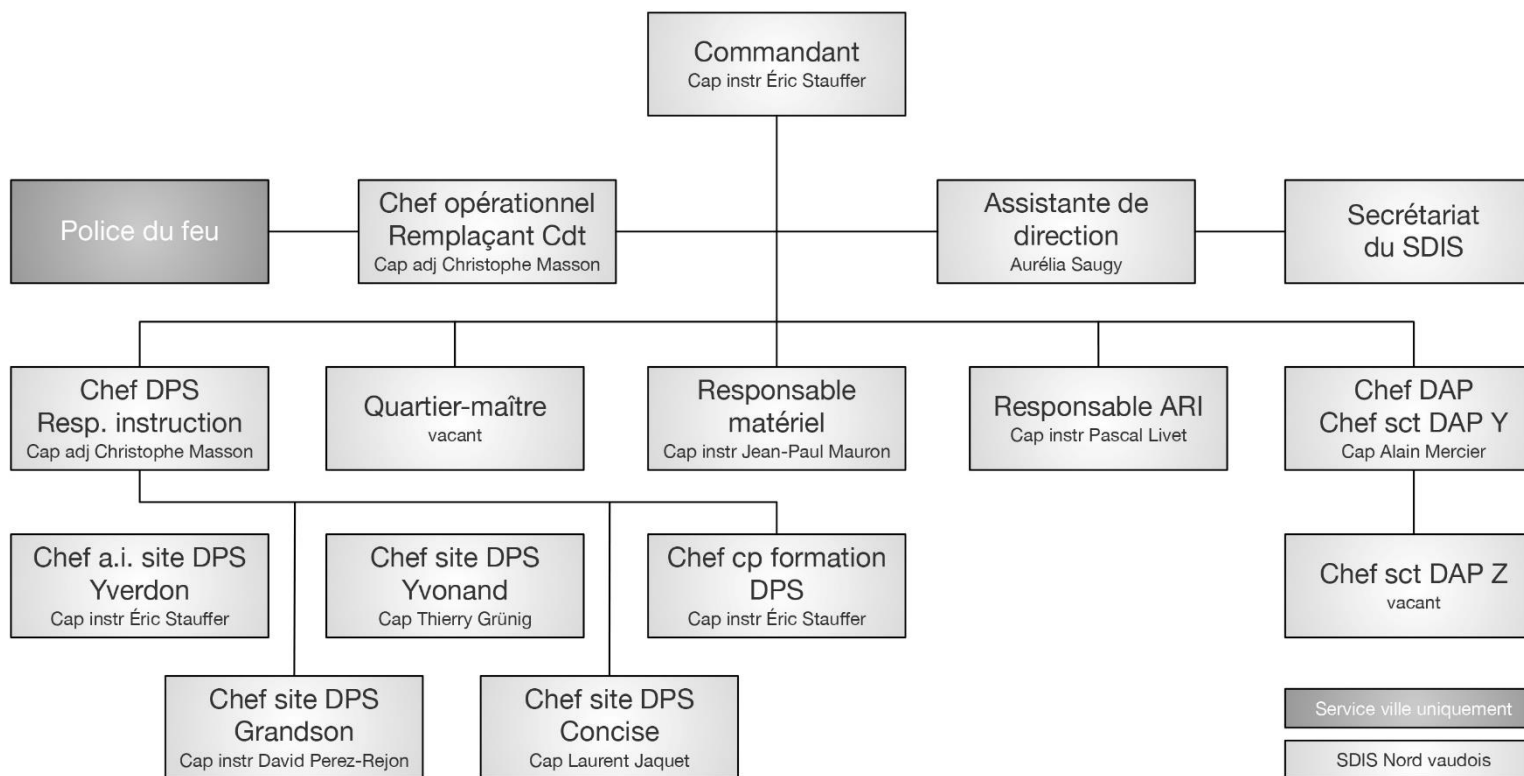 Commandant
Cap instr Éric Stauffer
Police du feu
Chef opérationnel
Remplaçant Cdt
Cap adj Christophe Masson
Assistante de
direction
Aurélia Saugy
Secrétariat
du SDIS
Chef DPS
Resp. instruction
Cap adj Christophe Masson
Quartier-maître
vacant
Responsable
matériel
Cap instr Jean-Paul Mauron
Responsable ARI
Cap instr Pascal Livet
Chef DAP
Chef sct DAP Y
Cap Alain Mercier
Chef a.i. site DPS
Yverdon
Cap instr Éric Stauffer
Chef site DPS
Yvonand
Cap Thierry Grünig
Chef cp formation
DPS
Cap instr Éric Stauffer
Chef sct DAP Z
vacant
Chef site DPS
Grandson
Cap instr David Perez-Rejon
Chef site DPS
Concise
Cap Laurent Jaquet
Service ville uniquement
SDIS Nord vaudois